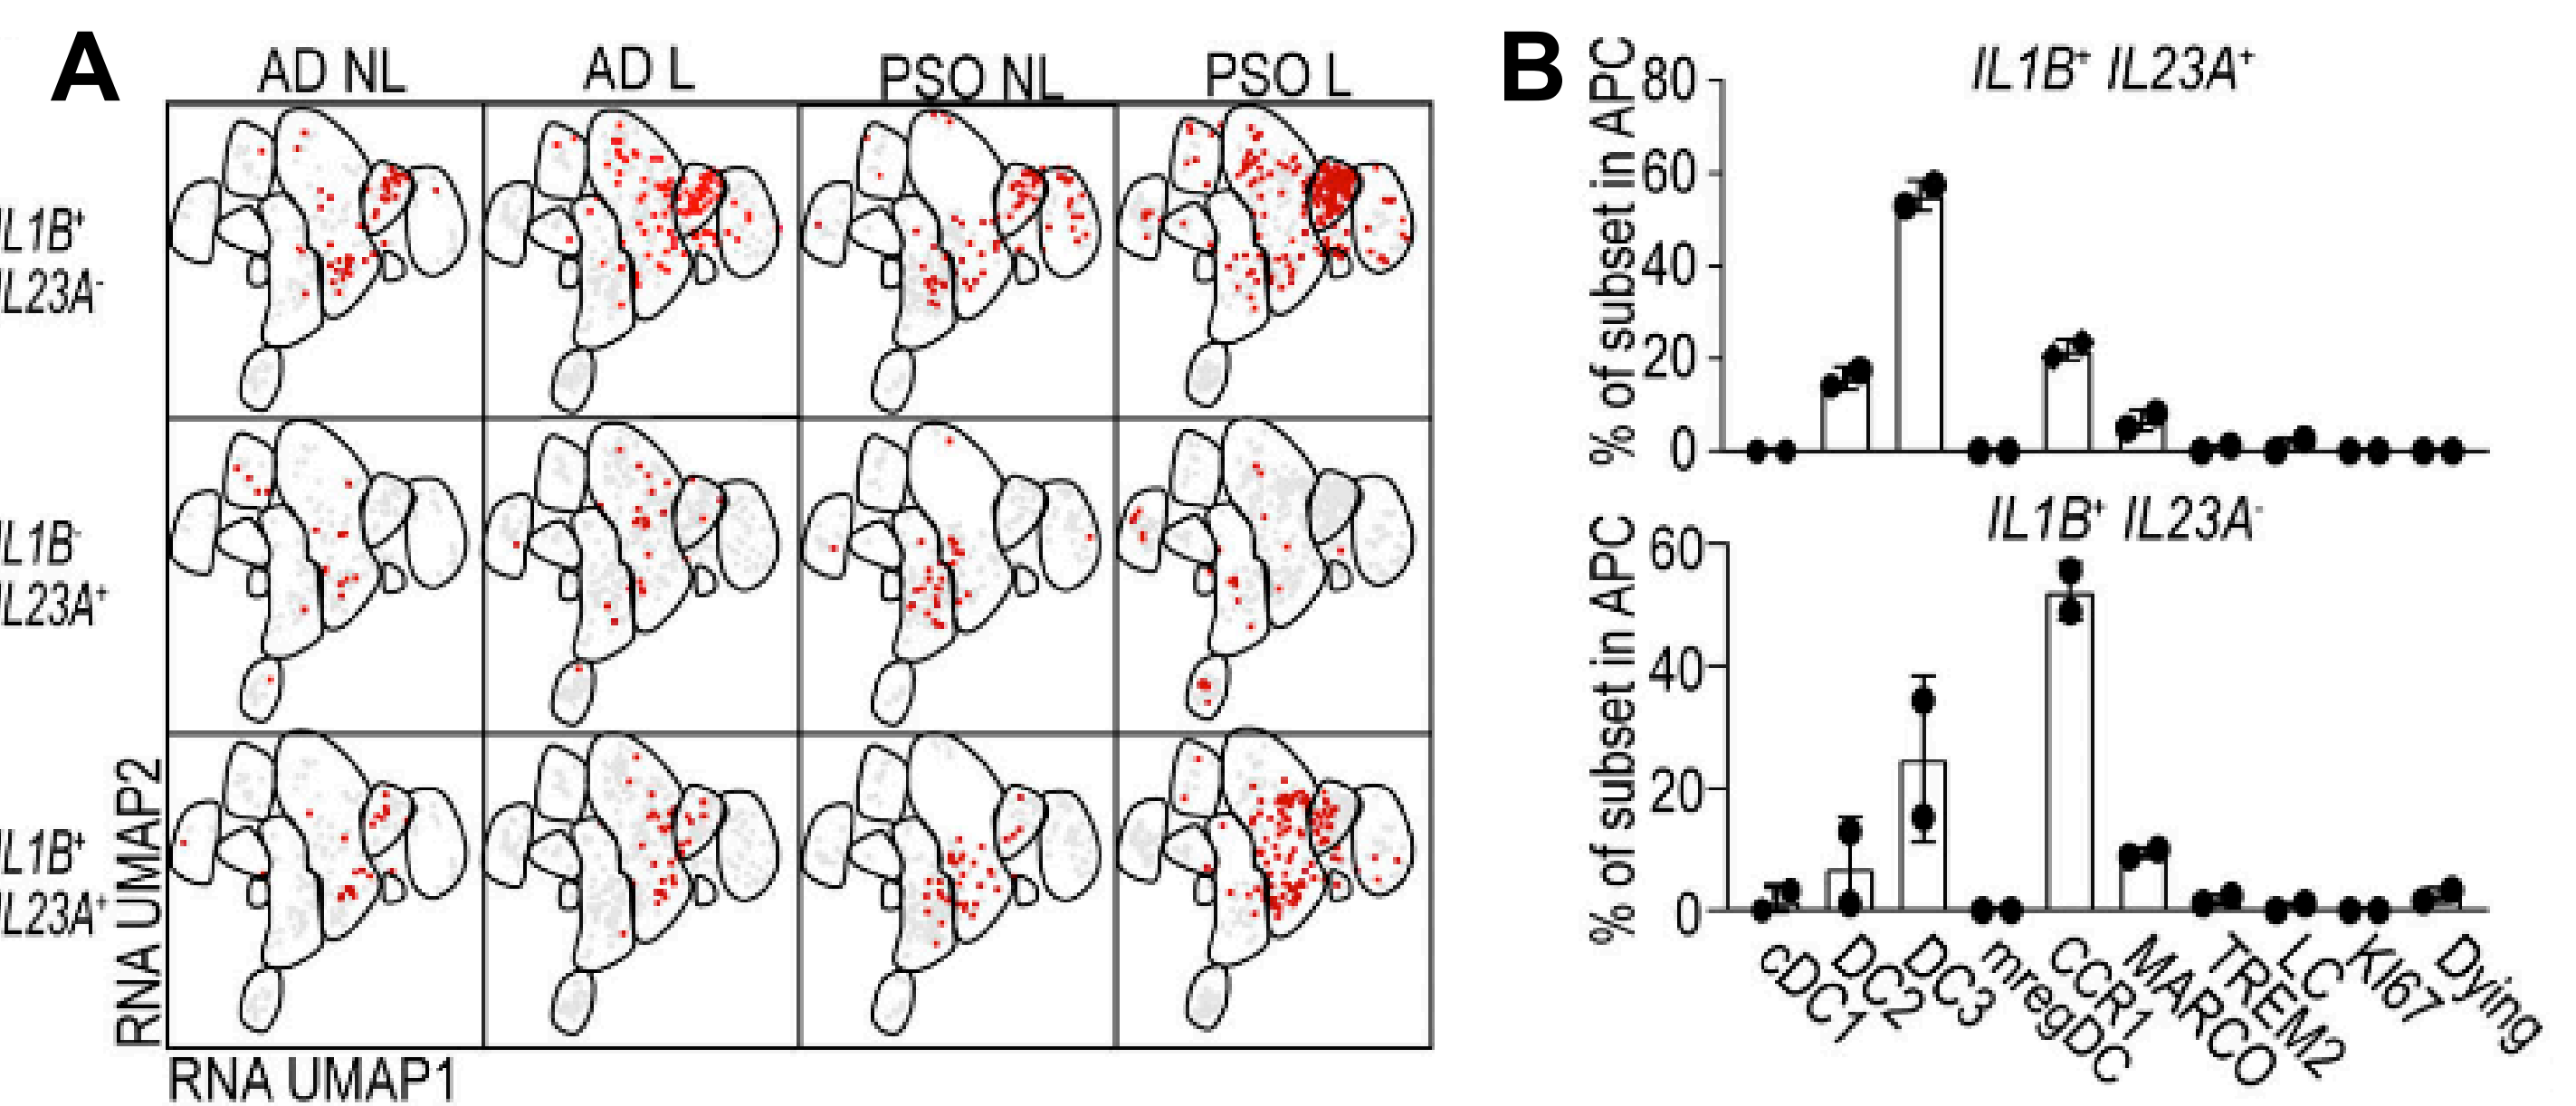 A
AD NL
AD L
PSO NL
PSO L
IL1B+
IL23A-
IL1B-
IL23A+
IL1B+
IL23A+
RNA UMAP2
RNA UMAP1
B
IL1B+ IL23A+
% of subset in APC
80
60
40
20
0
IL1B+ IL23A-
% of subset in APC
60
40
20
0
cDC1
DC2
DC3
mregDC
CCR1
MARCO
TREM2
LC
KI67
Dying